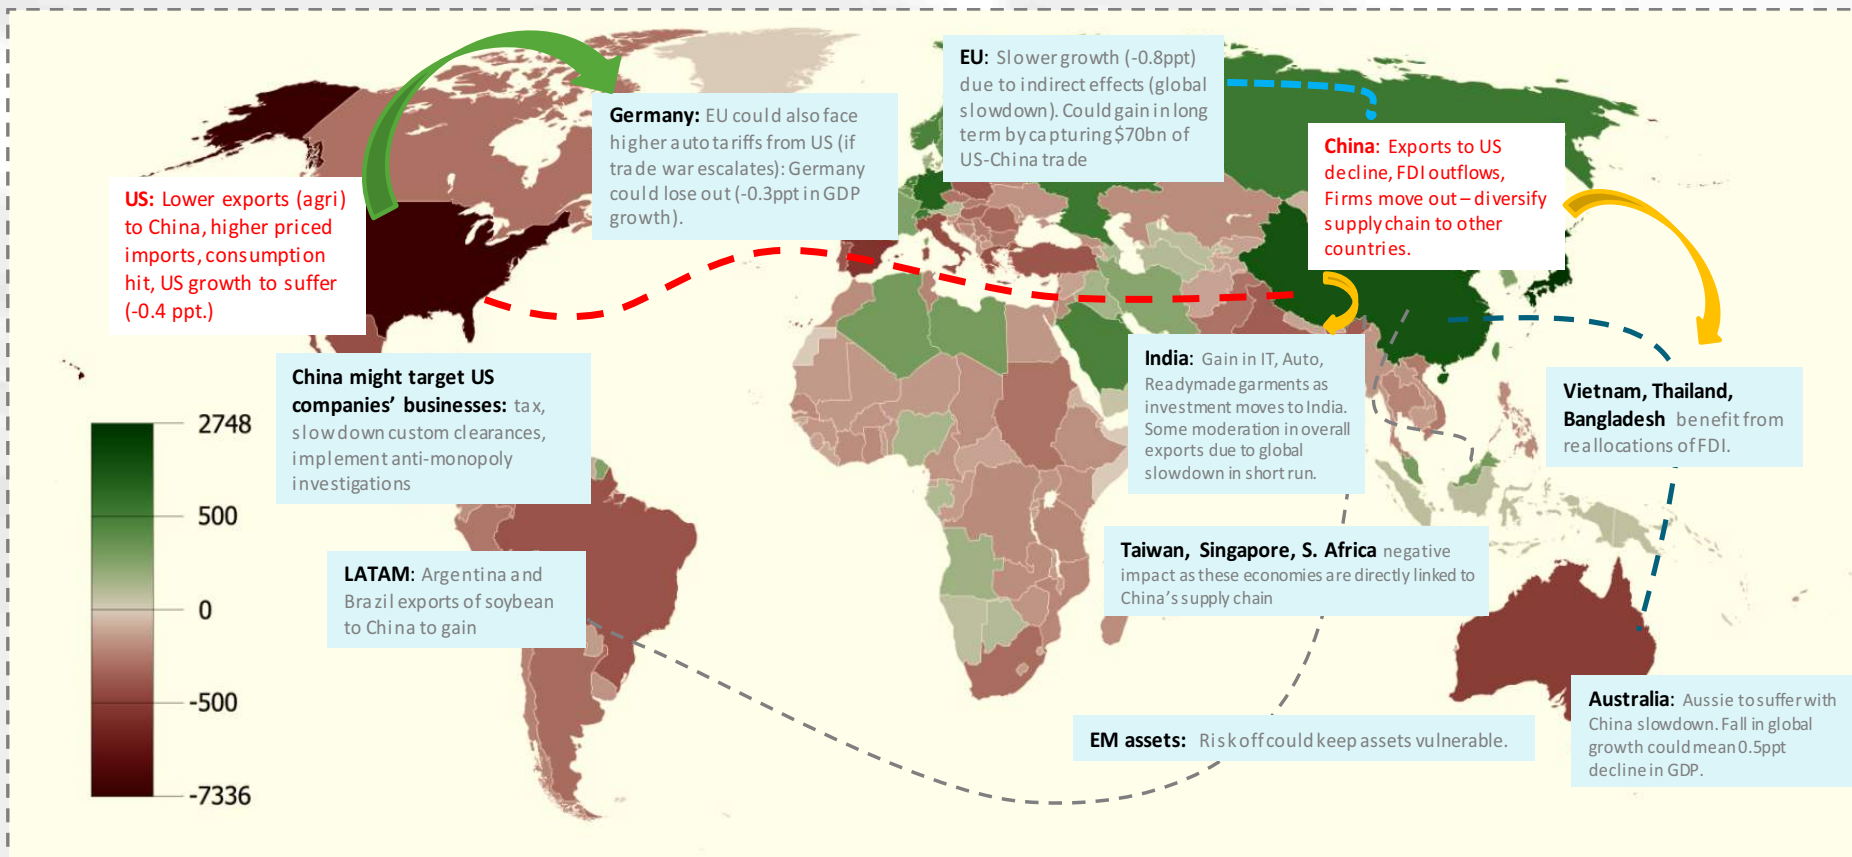 EU: Slower growth (-0.8ppt)
due to indirect effects (global
slowdown). Could gain in long
term by capturing $70bn of
US-China trade
Germany: EU could also face
higher auto tariffs from US (if
trade war escalates): Germany
could lose out (-0.3ppt in GDP
growth).
China: Exports to US
decline, FDI outflows,
Firms move out – diversify
supply chain to other
countries.
US: Lower exports (agri)
to China, higher priced
imports, consumption
hit, US growth to suffer
(-0.4 ppt.)
China might target US
companies' businesses: tax,
slow down custom clearances,
implement anti-monopoly
investigations
India: Gain in IT, Auto,
Readymade garments as
investment moves to India.
Some moderation in overall
exports due to global
slowdown in short run.
Vietnam, Thailand,
Bangladesh benefit from
reallocations of FDI.
2748
500
0
-500
-7336
Taiwan, Singapore, S. Africa negative
impact as these economies are directly linked to
China's supply chain
LATAM: Argentina and
Brazil exports of soybean
to China to gain
EM assets: Risk off could keep assets vulnerable.
Australia: Aussie to suffer with
China slowdown. Fall in global
growth could mean 0.5ppt
decline in GDP.